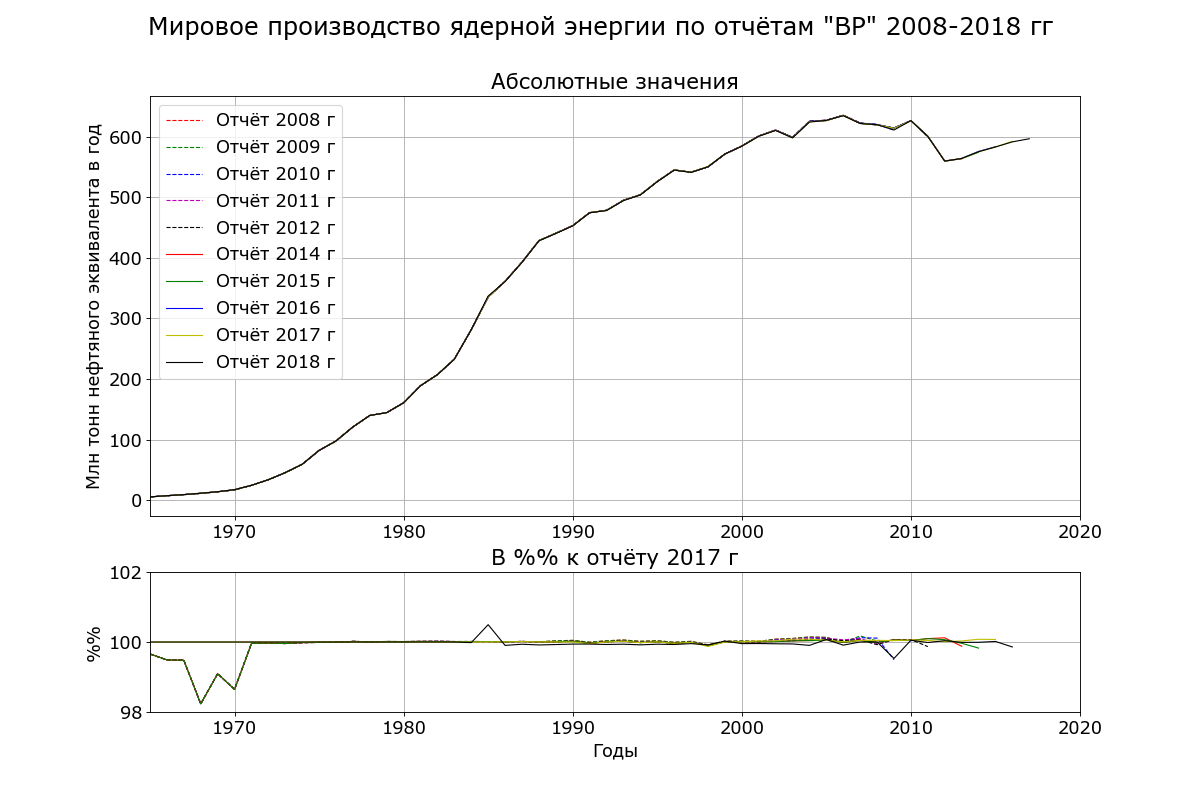 Мировое производство ядерной энергии по отчётам "BP" 2008-2018 гг
Абсолютные значения
Млн тонн нефтяного эквивалента в год
600
500
400
300
200
100
0
Отчёт 2008 г
Отчёт 2009 г
Отчёт 2010 г
Отчёт 2011 г
Отчёт 2012 г
Отчёт 2014 г
Отчёт 2015 г
Отчёт 2016 г
Отчёт 2017 г
Отчёт 2018 г
1970 1980 1990 2000 2010 2020
В %% к отчёту 2017 г
%%
102
100
98
1970 1980 1990 2000 2010 2020
Годы